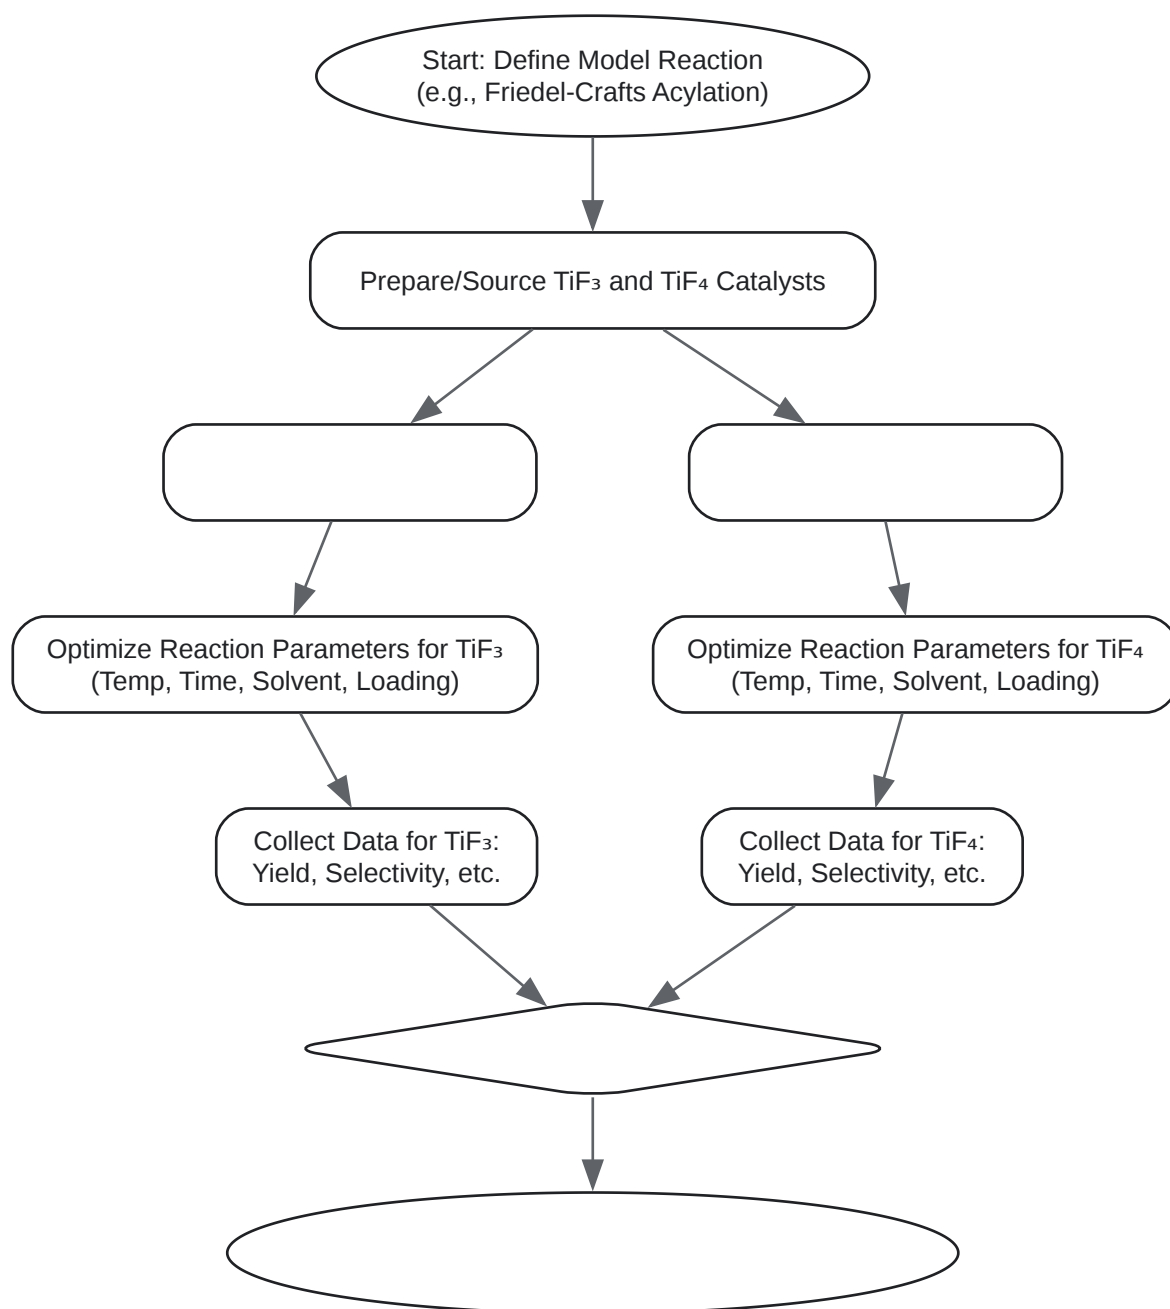 Start: Define Model Reaction
(e.g., Friedel-Crafts Acylation)
Prepare/Source TiF₃ and TiF₄ Catalysts
Optimize Reaction Parameters for TiF₃
(Temp, Time, Solvent, Loading)
Optimize Reaction Parameters for TiF₄
(Temp, Time, Solvent, Loading)
Collect Data for TiF₃:
Yield, Selectivity, etc.
Collect Data for TiF₄:
Yield, Selectivity, etc.